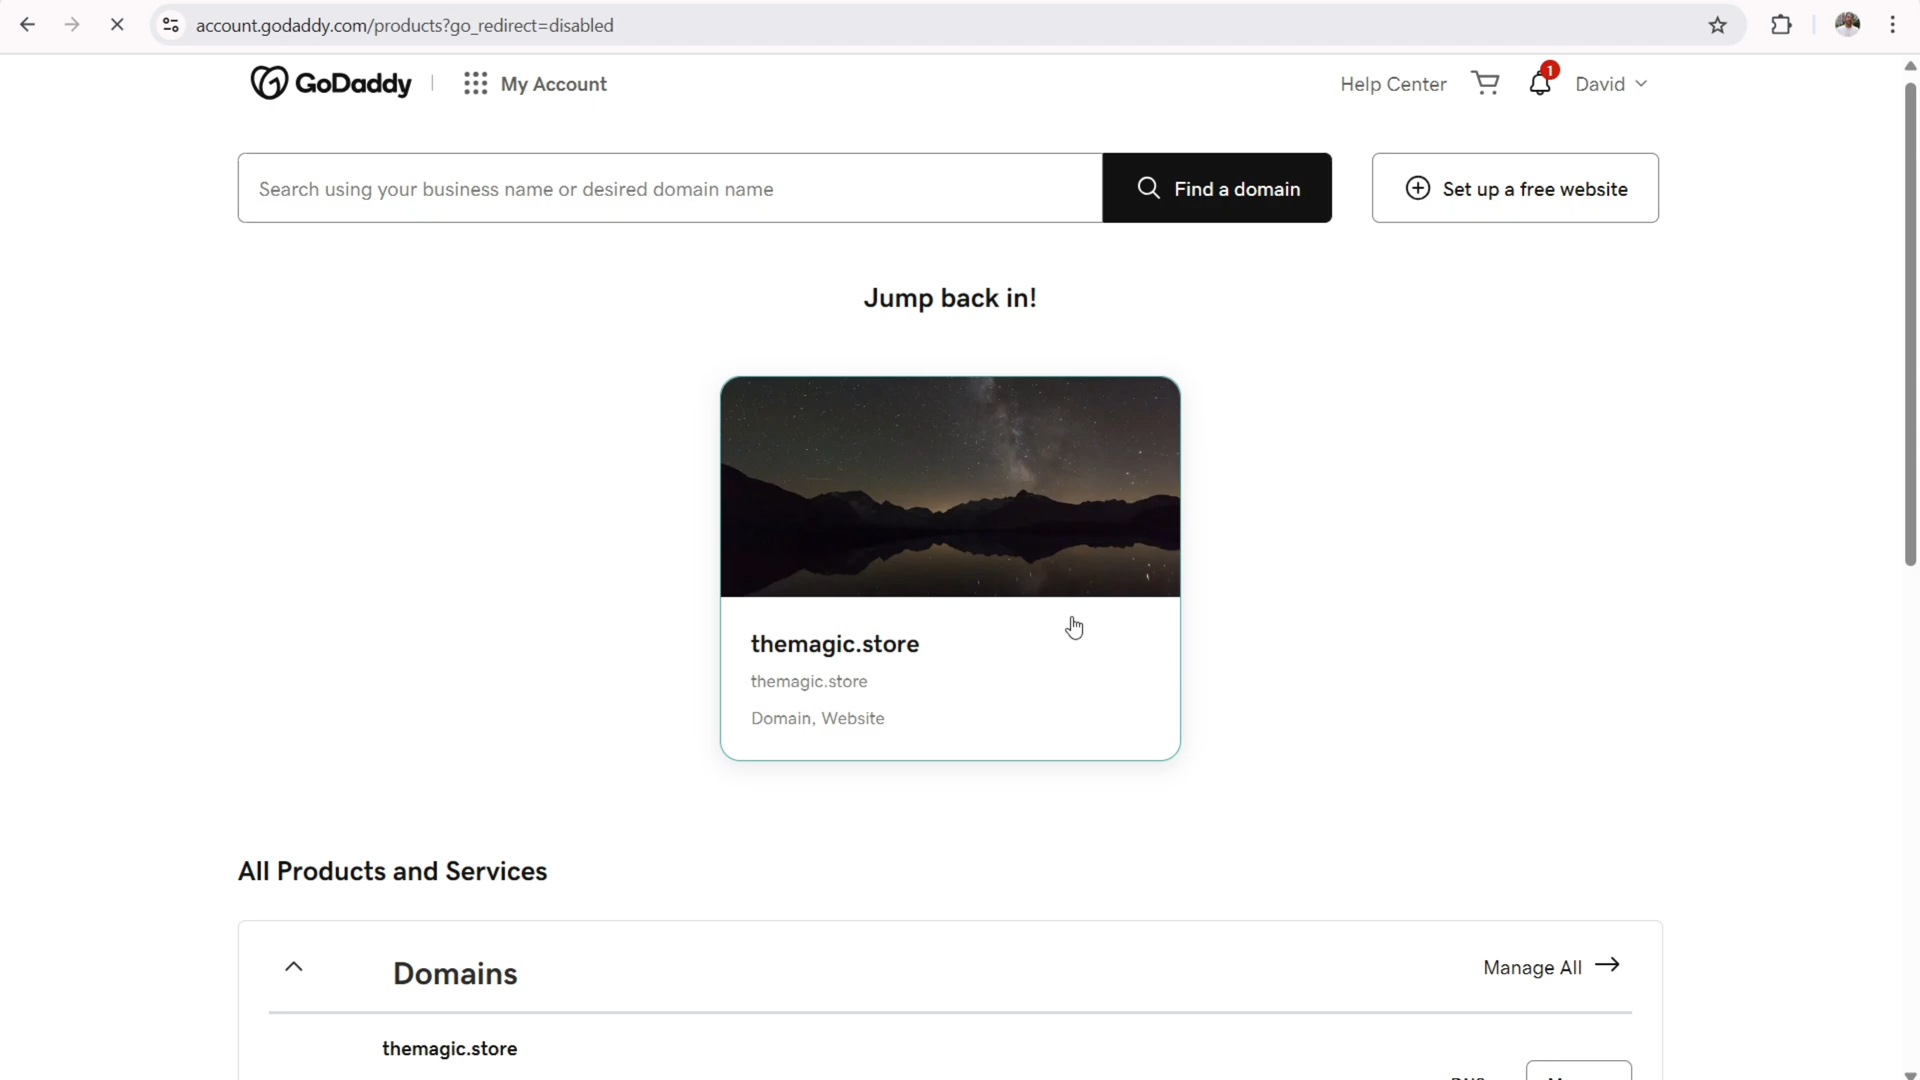 account.godaddy.com/products?go_redirect=disabled
GoDaddy
My Account
Help Center
1
David
Search using your business name or desired domain name
Find a domain
Set up a free website
Jump back in!
themagic.store
themagic.store
Domain, Website
All Products and Services
Domains
Manage All
themagic.store